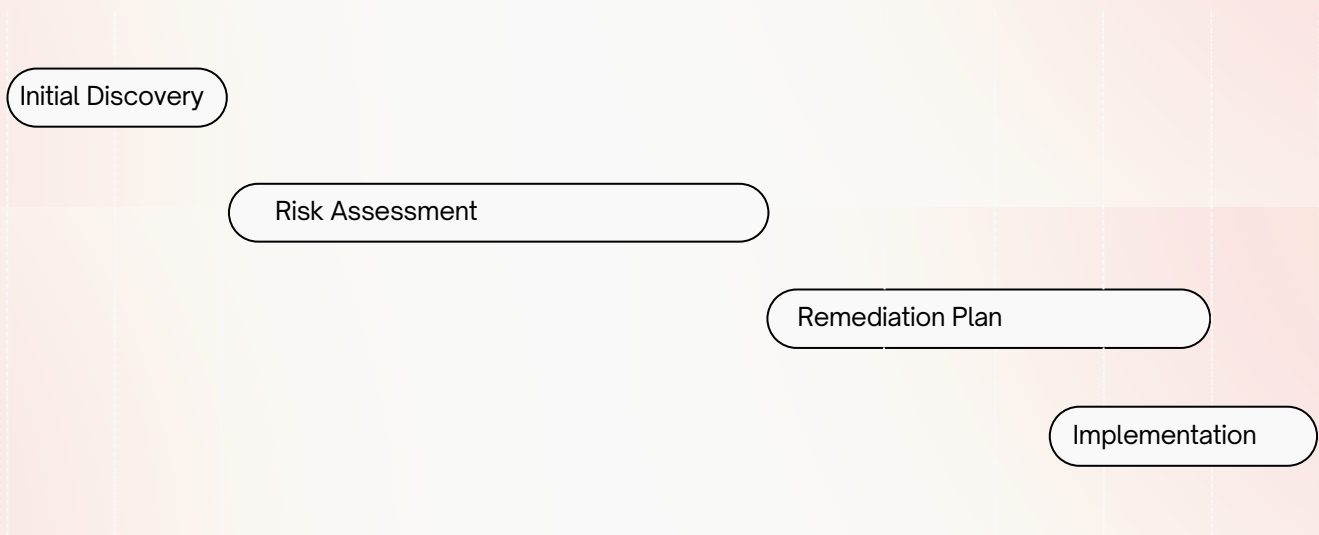 Initial Discovery
Risk Assessment
Remediation Plan
Implementation